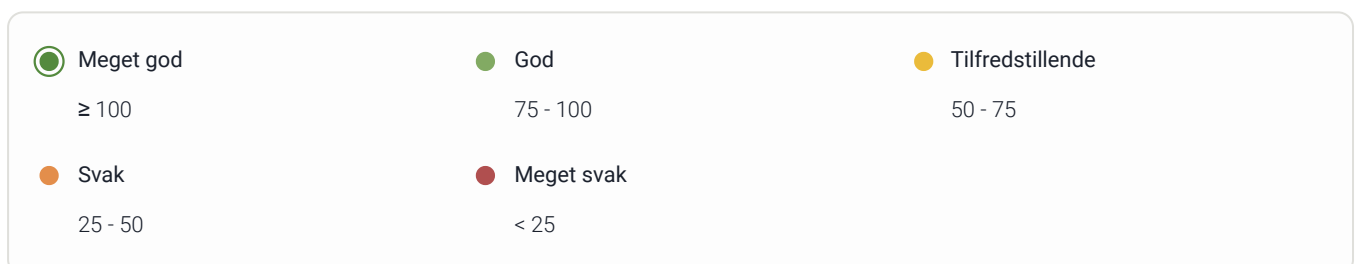 Meget god
God
Tilfredstillende
≥ 100
75 - 100
50 - 75
Svak
Meget svak
25 - 50
< 25